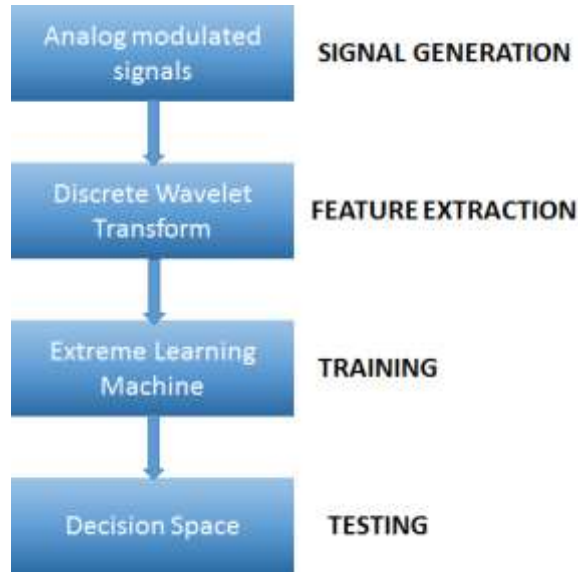 Analog modulated
signals
SIGNAL GENERATION
Discrete Wavelet
Transform
FEATURE EXTRACTION
Extreme Learning
Machine
TRAINING
Decision Space
TESTING